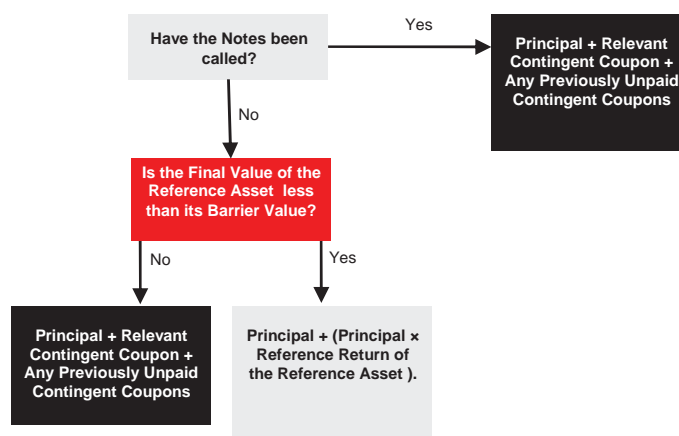 Have the Notes been
called?
Yes
Principal + Relevant
Contingent Coupon +
Any Previously Unpaid
Contingent Coupons
No
Is the Final Value of the
Reference Asset less
than its Barrier Value?
No
Yes
Principal + Relevant
Contingent Coupon +
Any Previously Unpaid
Contingent Coupons
Principal + (Principal ×
Reference Return of
the Reference Asset ).